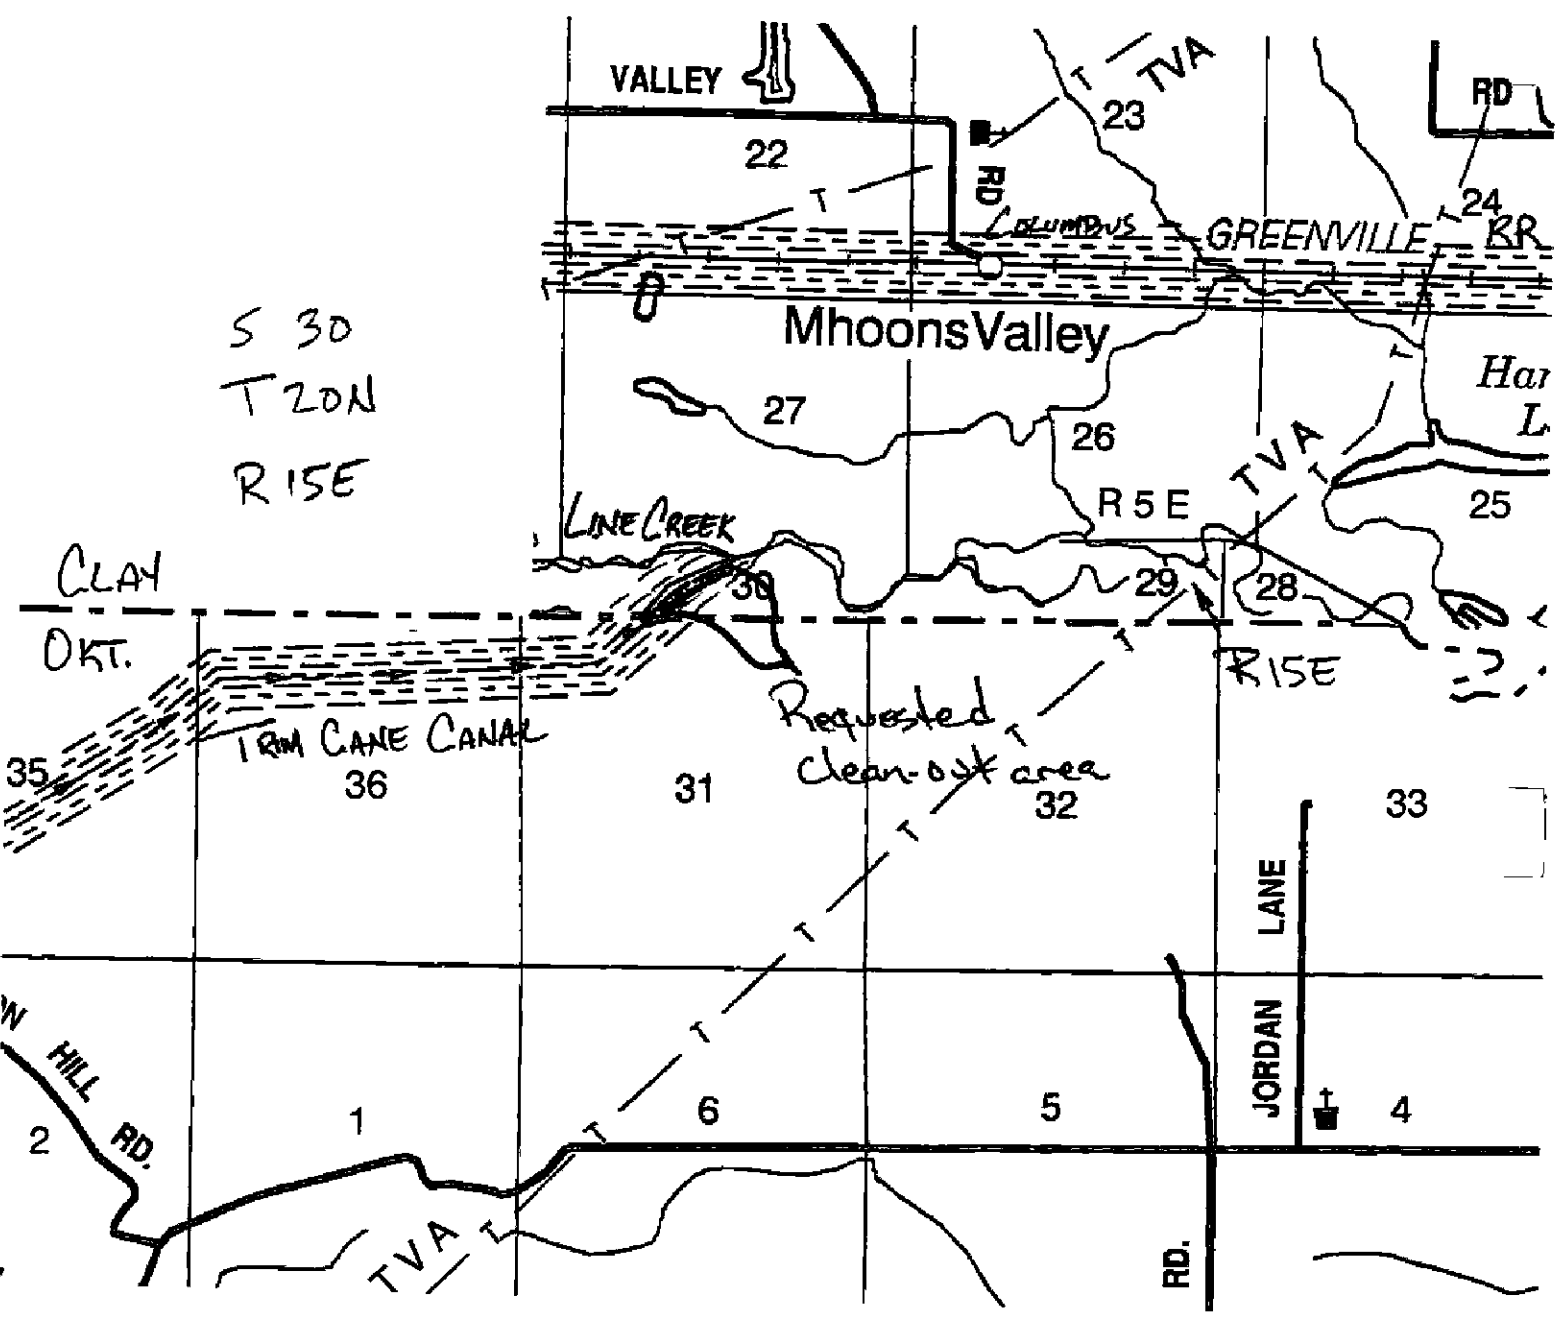 VALLEY
TVA
RD
23
22
RD
24
COLUMBUS
GREENVILLE
BR
MhoonsValley
S 30
T 20N
R 15E
Har
27
26
TVA
25
R 5 E
LINE CREEK
CLAY
30
29
28
OKT.
R15E
Requested
clean-out area
TRIM CANE CANAL
35
36
31
32
33
JORDAN LANE
HILL
RD.
2
1
6
5
4
TVA
RD.